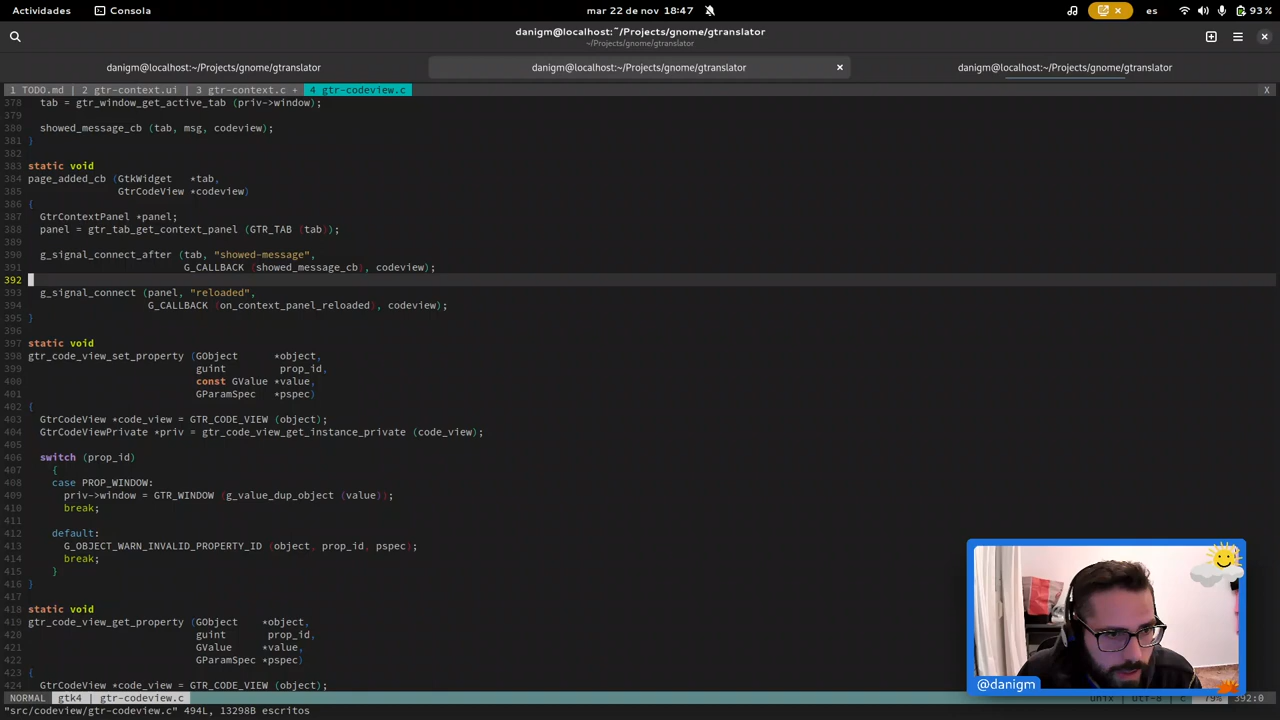 Actividades Consola mar 22 de nov 18:47 es 93 %
danigm@localhost:~/Projects/gnome/gtranslator
~/Projects/gnome/gtranslator
danigm@localhost:~/Projects/gnome/gtranslator danigm@localhost:~/Projects/gnome/gtranslator danigm@localhost:~/Projects/gnome/gtranslator
1 TODO.md | 2 gtr-context.ui | 3 gtr-context.c + 4 gtr-codeview.c X
378 tab = gtr_window_get_active_tab (priv->window);
379
380 showed_message_cb (tab, msg, codeview);
381 }
382
383 static void
384 page_added_cb (GtkWidget *tab,
385 GtrCodeView *codeview)
386 {
387 GtrContextPanel *panel;
388 panel = gtr_tab_get_context_panel (GTR_TAB (tab));
389
390 g_signal_connect_after (tab, "showed-message",
391 G_CALLBACK (showed_message_cb), codeview);
392
393 g_signal_connect (panel, "reloaded",
394 G_CALLBACK (on_context_panel_reloaded), codeview);
395 }
396
397 static void
398 gtr_code_view_set_property (GObject *object,
399 guint prop_id,
400 const GValue *value,
401 GParamSpec *pspec)
402 {
403 GtrCodeView *code_view = GTR_CODE_VIEW (object);
404 GtrCodeViewPrivate *priv = gtr_code_view_get_instance_private (code_view);
405
406 switch (prop_id)
407 {
408 case PROP_WINDOW:
409 priv->window = GTR_WINDOW (g_value_dup_object (value));
410 break;
411
412 default:
413 G_OBJECT_WARN_INVALID_PROPERTY_ID (object, prop_id, pspec);
414 break;
415 }
416 }
417
418 static void
419 gtr_code_view_get_property (GObject *object,
420 guint prop_id,
421 GValue *value,
422 GParamSpec *pspec)
423 {
424 GtrCodeView *code_view = GTR_CODE_VIEW (object);
@danigm
NORMAL gtk4 | gtr-codeview.c unix | utf-8 | c 79% 392:0
"src/codeview/gtr-codeview.c" 494L, 13298B escritos